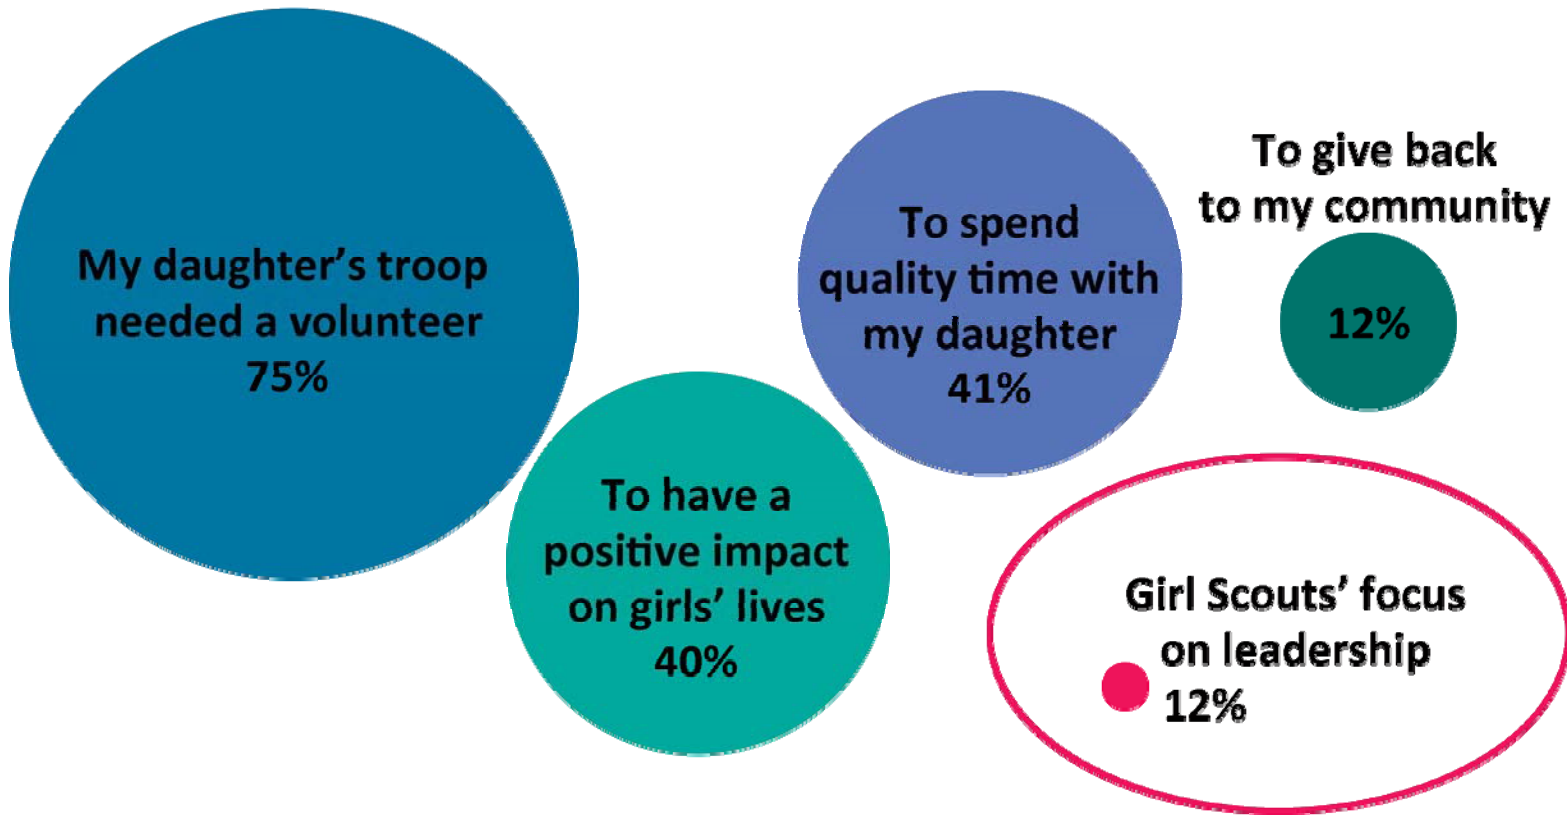 My daughter’s troop
needed a volunteer
75%
To have a
positive impact
on girls’ lives
40%
To spend
quality time with
my daughter
41%
To give back
to my community
12%
Girl Scouts’ focus
on leadership
12%